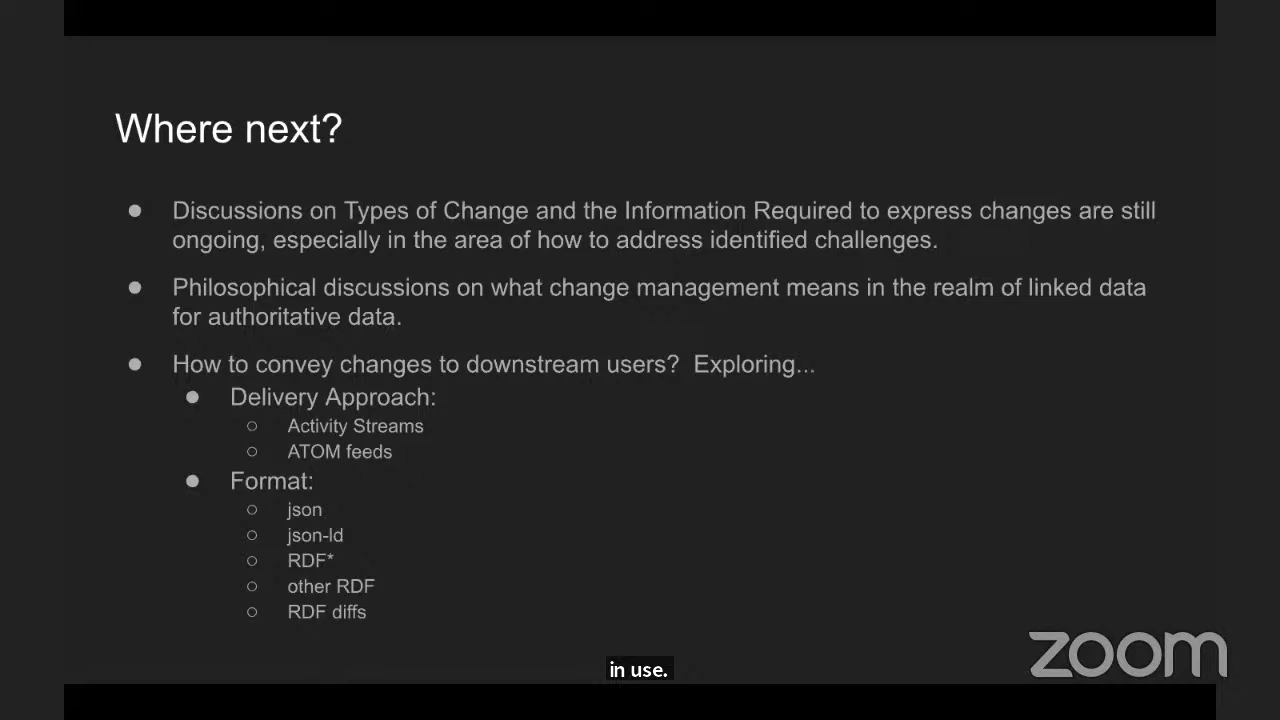 Where next?
Discussions on Types of Change and the Information Required to express changes are still
ongoing, especially in the area of how to address identified challenges.
Philosophical discussions on what change management means in the realm of linked data
for authoritative data.
How to convey changes to downstream users?  Exploring...
Delivery Approach:
Activity Streams
ATOM feeds
Format:
json
json-ld
RDF*
other RDF
RDF diffs
zoom
in use.